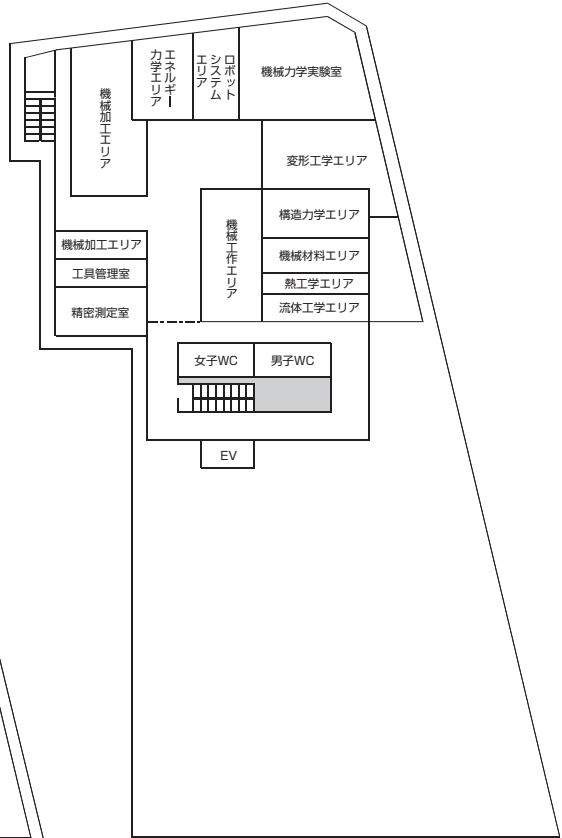 機械加工エリア
エネルギー
力学エリア
ロボット
システム
エリア
機械力学実験室
変形工学エリア
機械工作エリア
構造力学エリア
機械材料エリア
熱工学エリア
流体工学エリア
機械加工エリア
工具管理室
精密測定室
女子WC
男子WC
EV